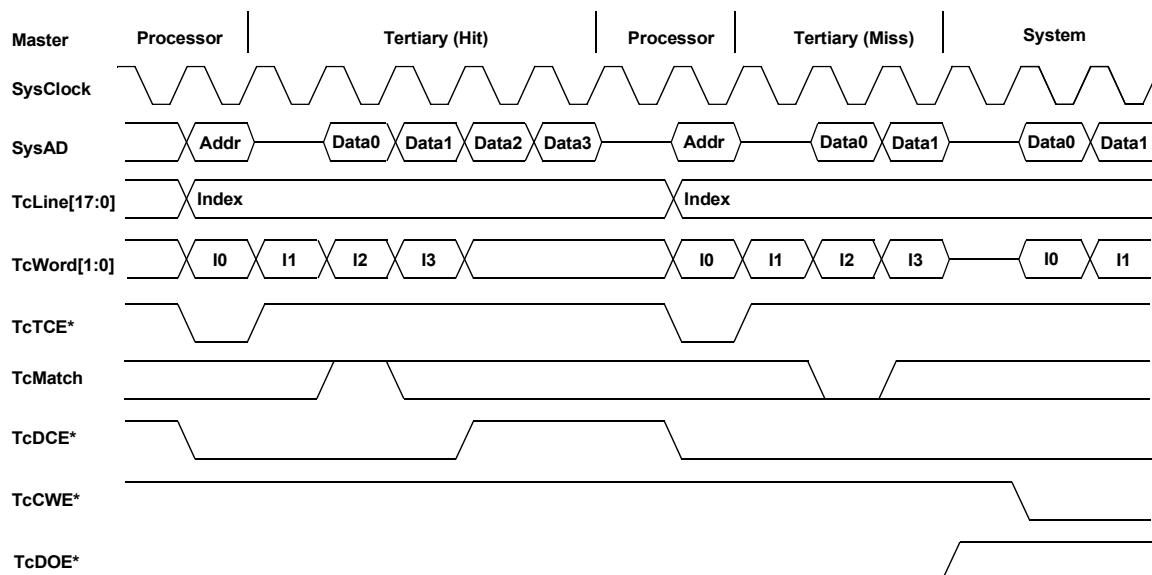 Master Processor Tertiary (Hit) Processor Tertiary (Miss) System
SysClock
SysAD Addr Data0 Data1 Data2 Data3 Addr Data0 Data1 Data0 Data1
TcLine[17:0] Index Index
TcWord[1:0] I0 I1 I2 I3 I0 I1 I2 I3 I0 I1
TcTCE*
TcMatch
TcDCE*
TcCWE*
TcDOE*